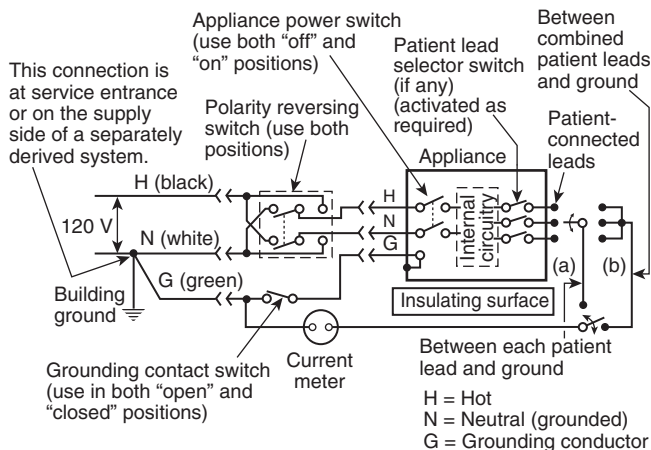 Appliance power switch
(use both “off” and
“on” positions)
Between
combined
patient leads
and ground
Patient lead
selector switch
(if any)
(activated as
required)
This connection is
at service entrance
or on the supply
side of a separately
derived system.
Polarity reversing
switch (use both
positions)
Patient-
connected
leads
Appliance
H (black)
H
120 V
N
Internal
circuitry
N (white)
G
G (green)
(a)
(b)
Building
ground
Insulating surface
Grounding contact switch
(use in both “open” and
“closed” positions)
Current
meter
Between each patient
lead and ground
H = Hot
N = Neutral (grounded)
G = Grounding conductor